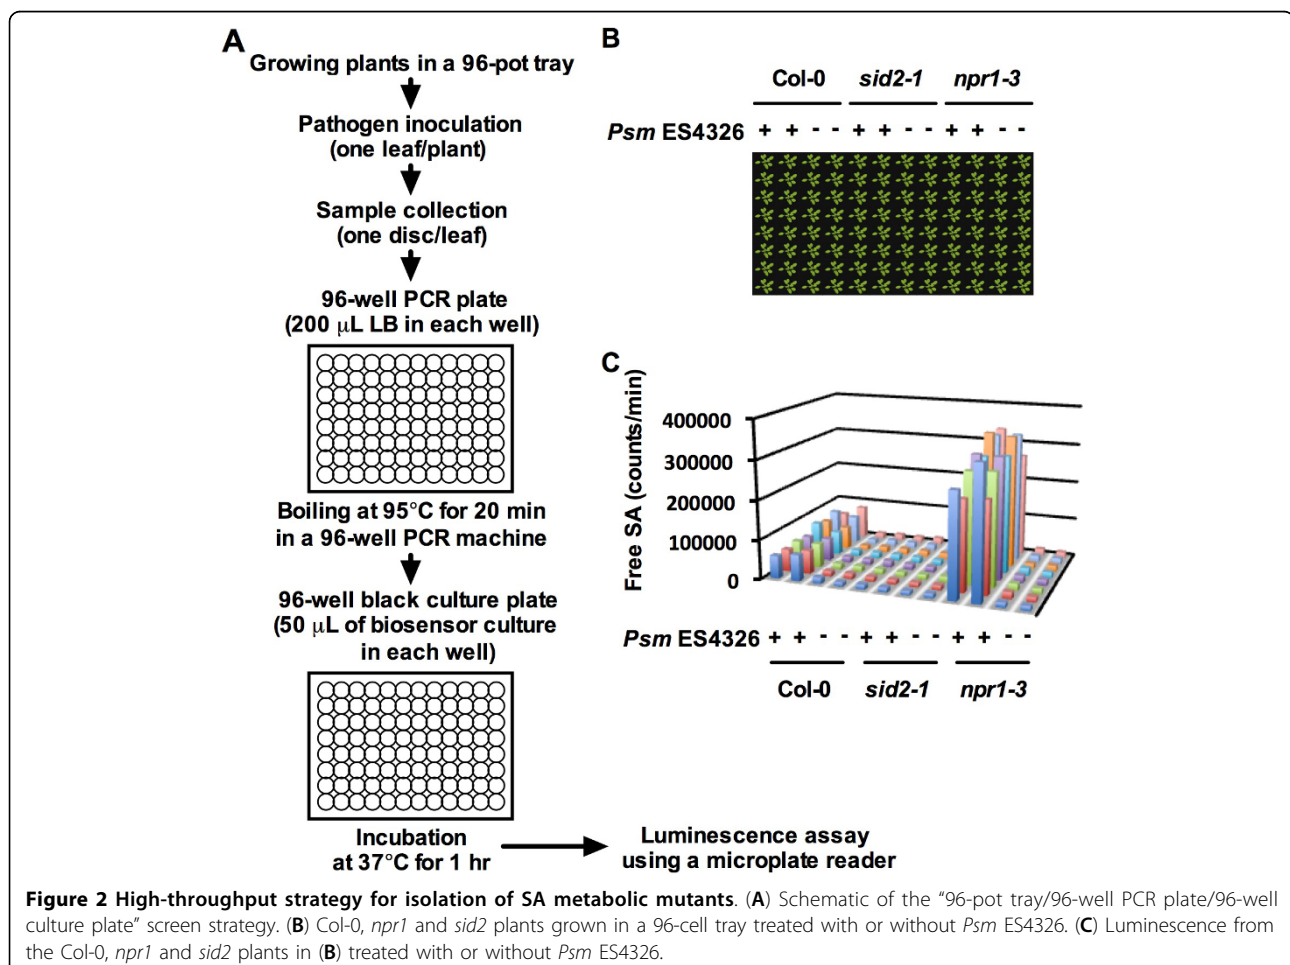 A
Growing plants in a 96-pot tray
Pathogen inoculation
(one leaf/plant)
Sample collection
(one disc/leaf)
96-well PCR plate
(200 μL LB in each well)
Boiling at 95°C for 20 min
in a 96-well PCR machine
96-well black culture plate
(50 μL of biosensor culture
in each well)
Incubation
at 37°C for 1 hr
Luminescence assay
using a microplate reader
B
Col-0 sid2-1 npr1-3
Psm ES4326 + + - - + + - - + + - -
C
Free SA (counts/min)
400000
300000
200000
100000
0
Psm ES4326 + + - - + + - - + + - -
Col-0 sid2-1 npr1-3
Figure 2 High-throughput strategy for isolation of SA metabolic mutants. (A) Schematic of the “96-pot tray/96-well PCR plate/96-well
culture plate” screen strategy. (B) Col-0, npr1 and sid2 plants grown in a 96-cell tray treated with or without Psm ES4326. (C) Luminescence from
the Col-0, npr1 and sid2 plants in (B) treated with or without Psm ES4326.